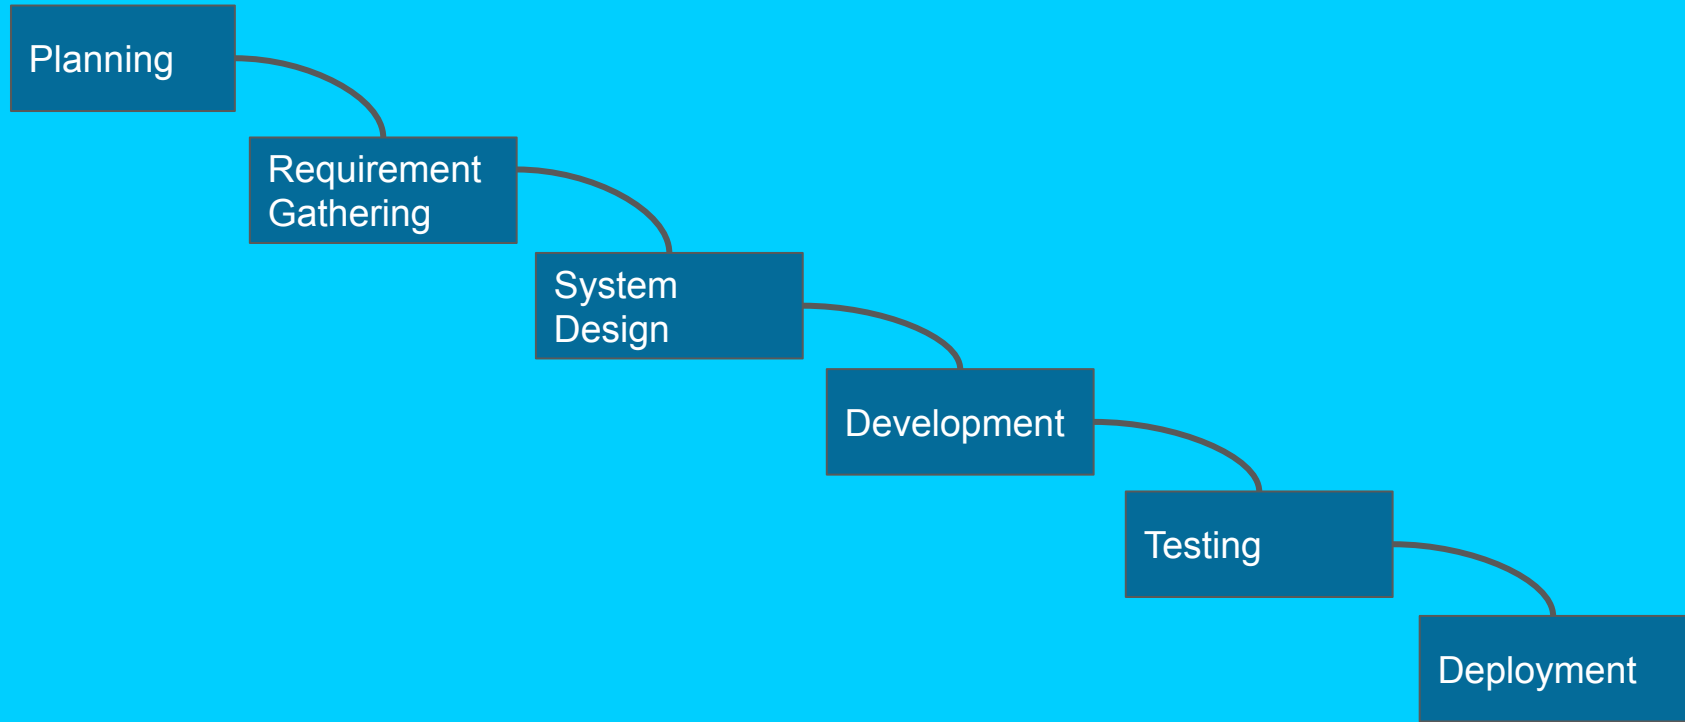 Planning
Requirement
Gathering
System
Design
Development
Testing
Deployment